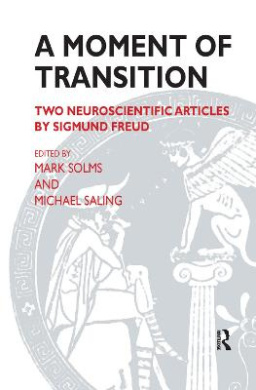 A MOMENT OF
TRANSITION
TWO NEUROSCIENTIFIC ARTICLES
BY SIGMUND FREUD
EDITED BY
MARK SOLMS
AND
MICHAEL SALING